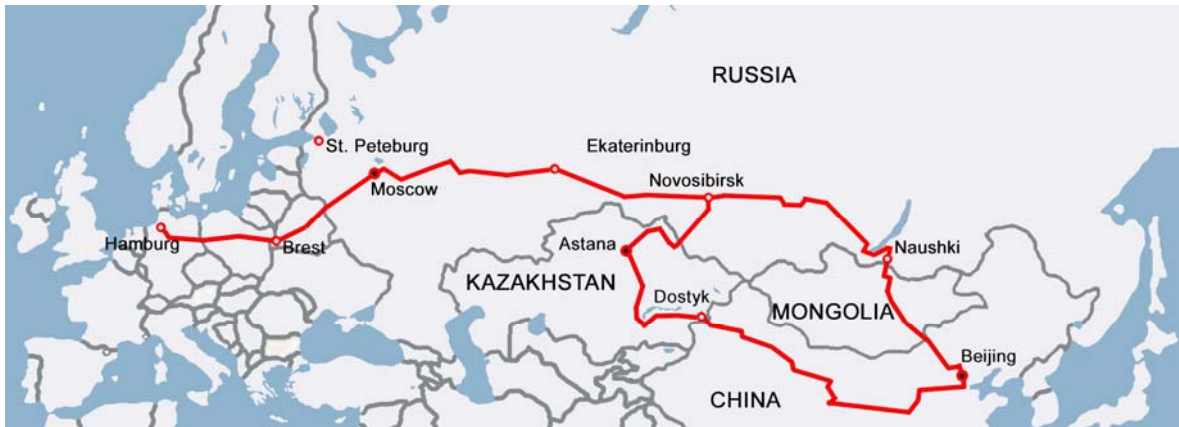 RUSSIA
St. Peteburg
Ekaterinburg
Moscow
Novosibirsk
Hamburg
Brest
Astana
Naushki
KAZAKHSTAN
Dostyk
MONGOLIA
Beijing
CHINA